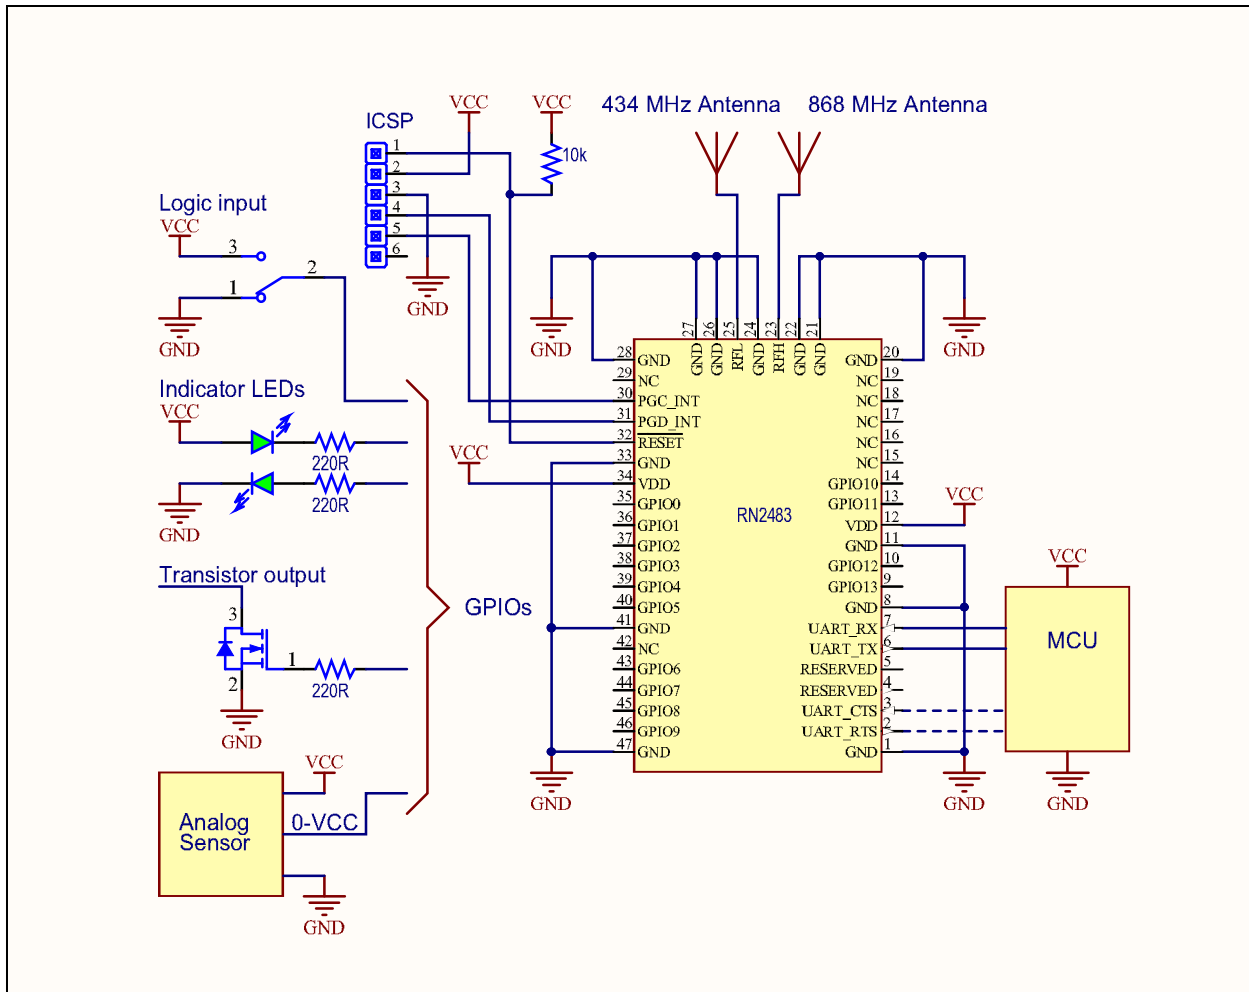 434 MHz Antenna
868 MHz Antenna
VCC
VCC
ICSP
1
2
3
4
5
6
10k
GND
Logic input
VCC
3
2
1
GND
Indicator LEDs
VCC
220R
220R
GND
Transistor output
3
1
2
220R
GND
Analog
Sensor
VCC
0-VCC
GND
GPIOs
VCC
GND
GND
27 GND
26 GND
25 RFL
24 GND
23 RFH
22 GND
21 GND
28 GND
29 NC
30 PGC_INT
31 PGD_INT
32 RESET
33 GND
34 VDD
35 GPIO0
36 GPIO1
37 GPIO2
38 GPIO3
39 GPIO4
40 GPIO5
41 GND
42 NC
43 GPIO6
44 GPIO7
45 GPIO8
46 GPIO9
47 GND
RN2483
GND 20
NC 19
NC 18
NC 17
NC 16
NC 15
GPIO10 14
GPIO11 13
VDD 12
GND 11
GPIO12 10
GPIO13 9
GND 8
UART_RX 7
UART_TX 6
RESERVED 5
RESERVED 4
UART_CTS 3
UART_RTS 2
GND 1
VCC
VCC
MCU
GND
GND
GND